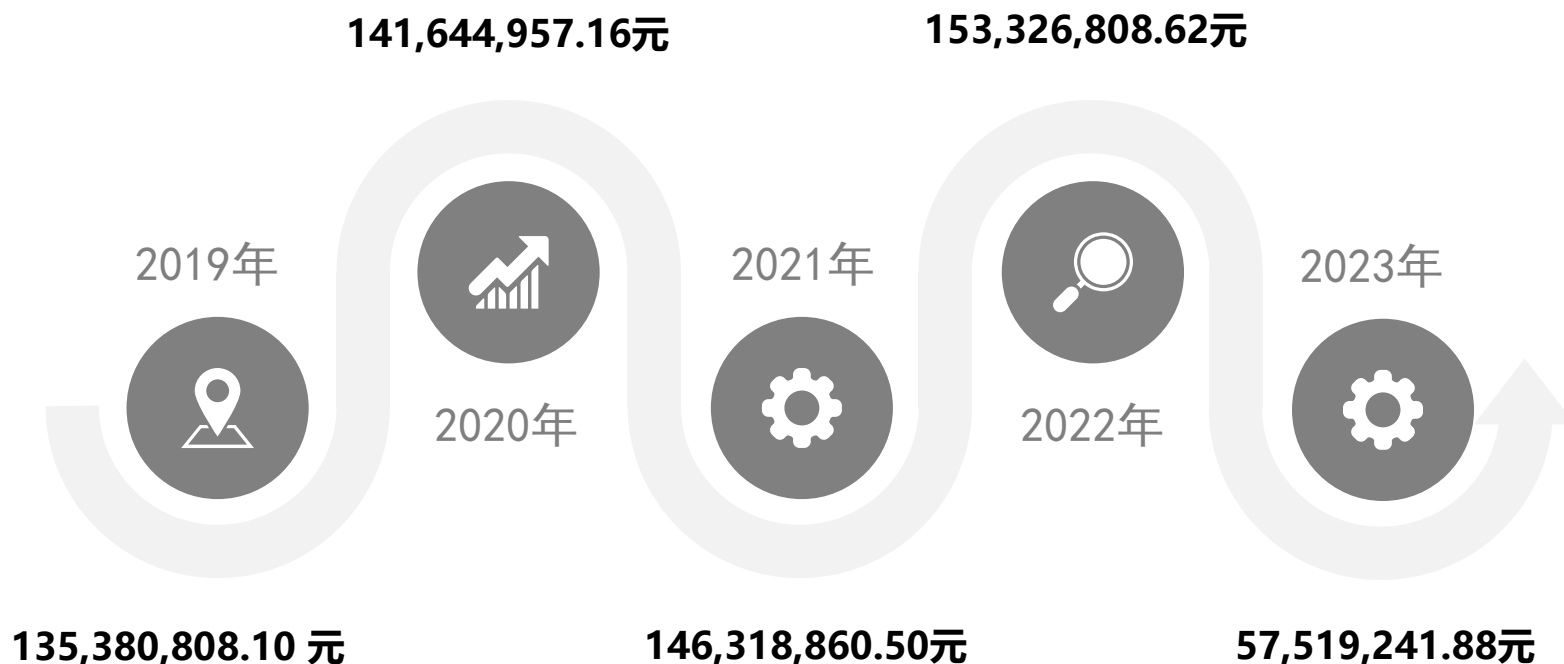 141,644,957.16元
153,326,808.62元
2019年
2021年
2023年
2020年
2022年
135,380,808.10 元
146,318,860.50元
57,519,241.88元